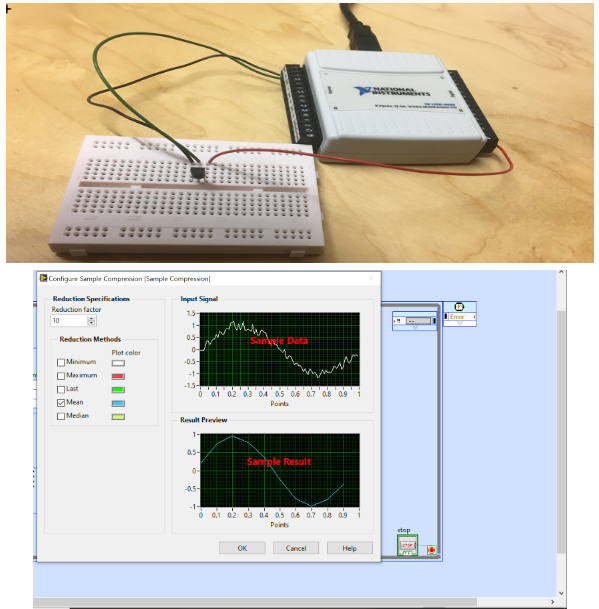 NATIONAL
INSTRUMENTS
Configure Sample Compression [Sample Compression]
Reduction Specifications
Reduction factor
10
Reduction Methods
Plot color
Minimum
Maximum
Last
Mean
Median
Input Signal
1.5
1
0.5
0
-0.5
-1
-1.5
Sample Data
0 0.1 0.2 0.3 0.4 0.5 0.6 0.7 0.8 0.9 1
Points
Result Preview
1
0.5
0
-0.5
-1
Sample Result
0 0.1 0.2 0.3 0.4 0.5 0.6 0.7 0.8 0.9 1
Points
OK Cancel Help
Error
stop
STOP